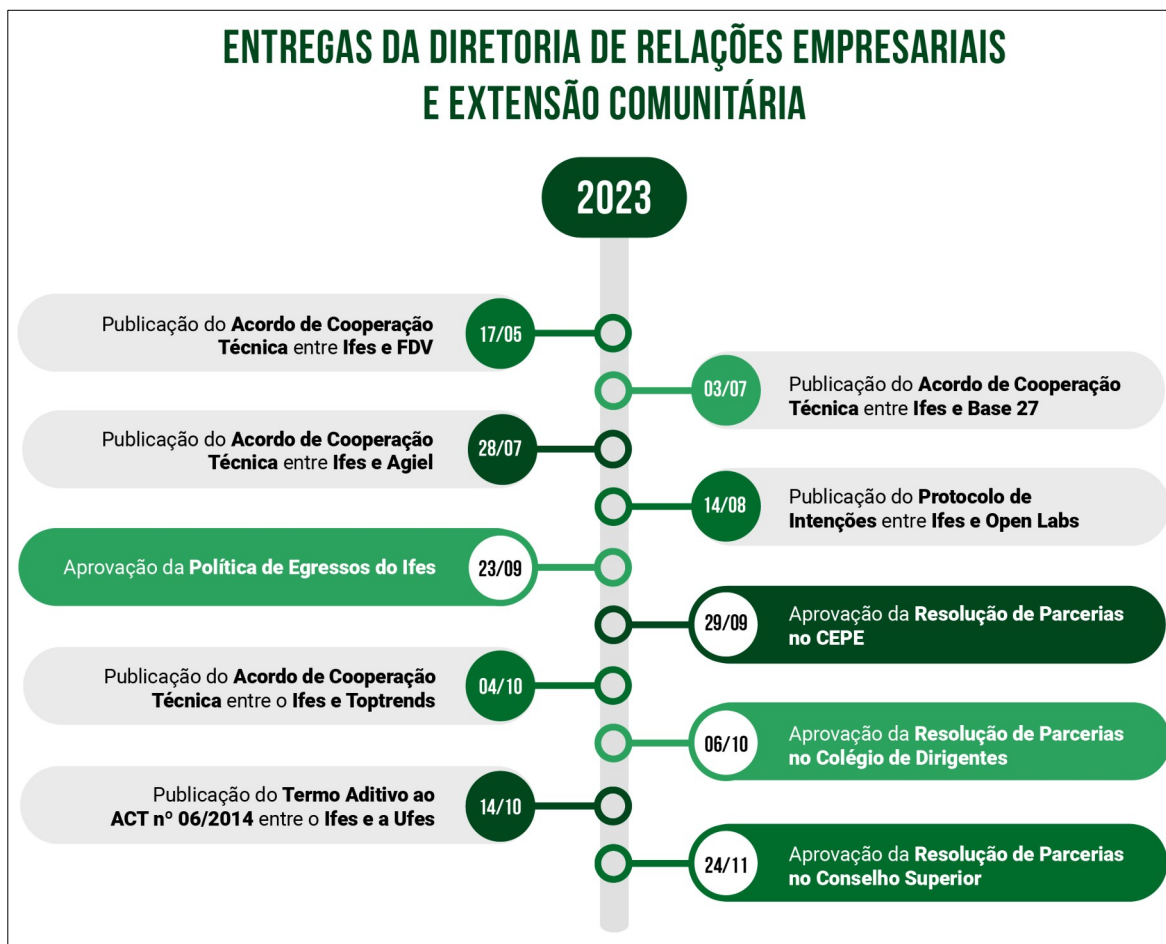 ENTREGAS DA DIRETORIA DE RELAÇÕES EMPRESARIAIS
E EXTENSÃO COMUNITÁRIA
2023
Publicação do Acordo de Cooperação
Técnica entre Ifes e FDV
17/05
03/07
Publicação do Acordo de Cooperação
Técnica entre Ifes e Base 27
Publicação do Acordo de Cooperação
Técnica entre Ifes e Agiel
28/07
14/08
Publicação do Protocolo de
Intenções entre Ifes e Open Labs
Aprovação da Política de Egressos do Ifes
23/09
29/09
Aprovação da Resolução de Parcerias
no CEPE
Publicação do Acordo de Cooperação
Técnica entre o Ifes e Toptrends
04/10
06/10
Aprovação da Resolução de Parcerias
no Colégio de Dirigentes
Publicação do Termo Aditivo ao
ACT nº 06/2014 entre o Ifes e a Ufes
14/10
24/11
Aprovação da Resolução de Parcerias
no Conselho Superior